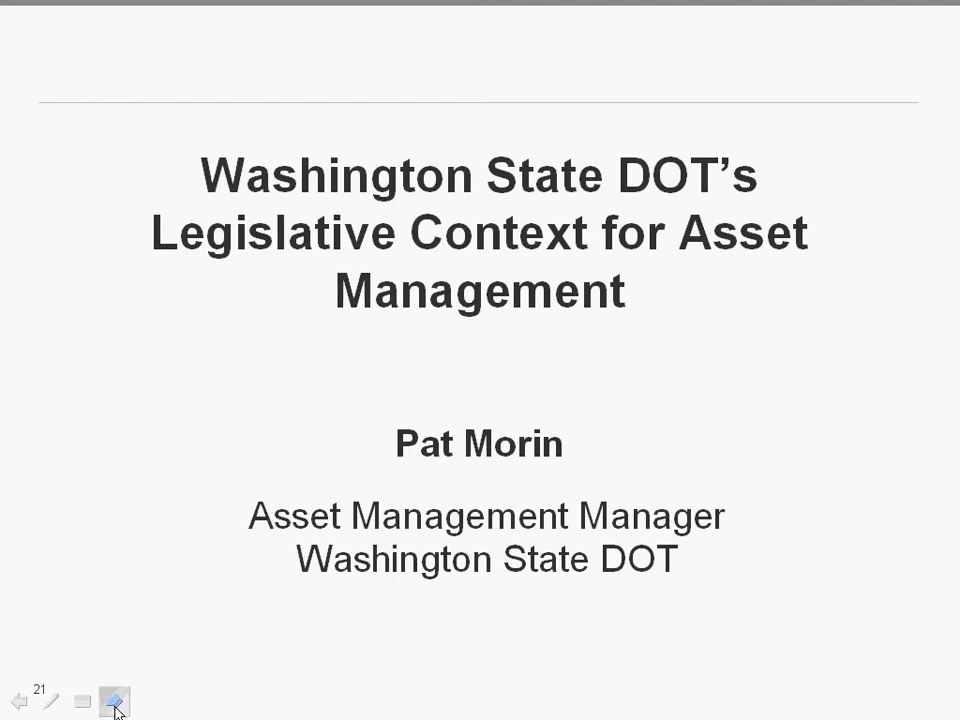 Washington State DOT’s
Legislative Context for Asset
Management
Pat Morin
Asset Management Manager
Washington State DOT
21